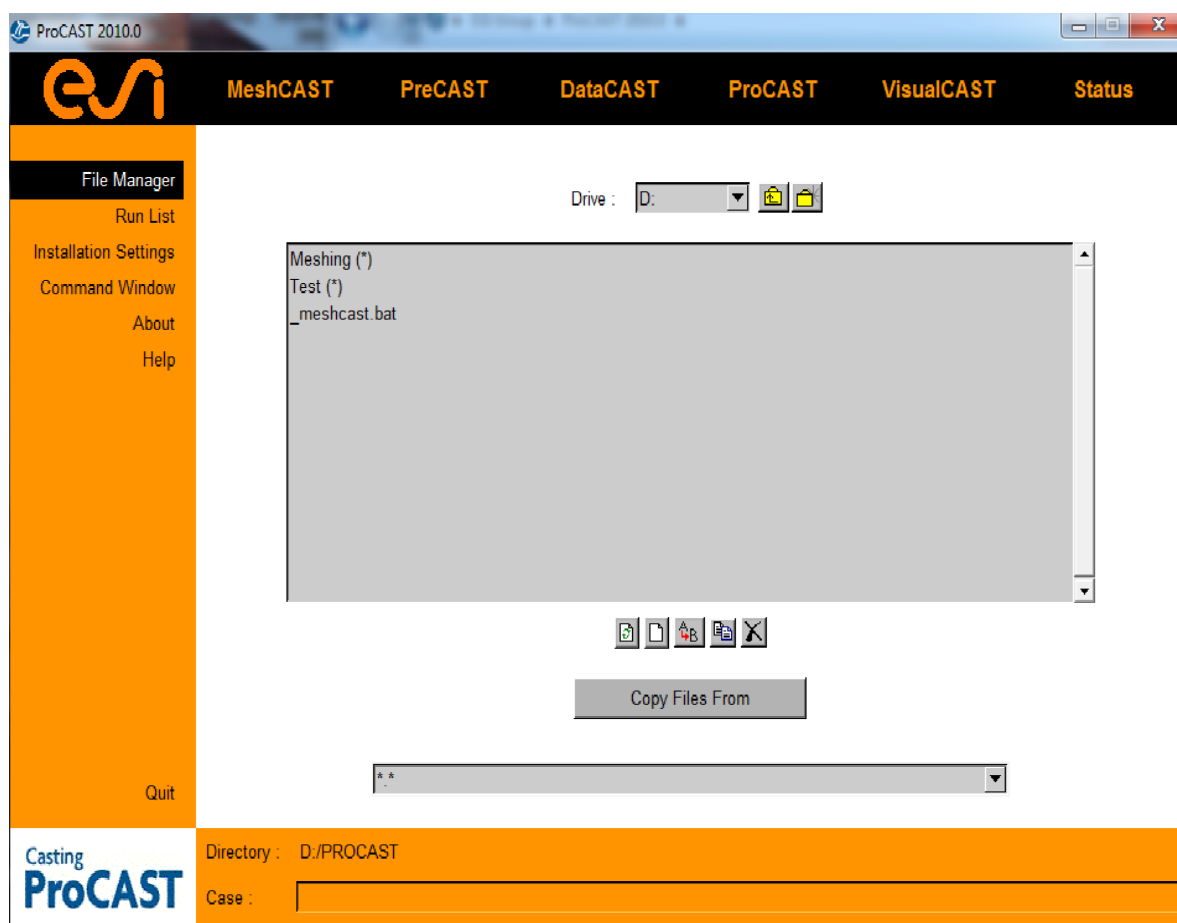 ProCAST 2010.0
esi
MeshCAST PreCAST DataCAST ProCAST VisualCAST Status
File Manager
Run List
Installation Settings
Command Window
About
Help
Quit
Drive : D:
Meshing (*)
Test (*)
_meshcast.bat
A B
Copy Files From
*.*
Casting
ProCAST
Directory : D:/PROCAST
Case :